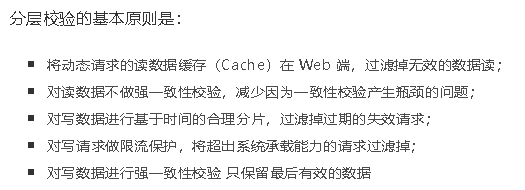 分层校验的基本原则是：
▪ 将动态请求的读数据缓存（Cache）在 Web 端，过滤掉无效的数据读；
▪ 对读数据不做强一致性校验，减少因为一致性校验产生瓶颈的问题；
▪ 对写数据进行基于时间的合理分片，过滤掉过期的失效请求；
▪ 对写请求做限流保护，将超出系统承载能力的请求过滤掉；
▪ 对写数据进行强一致性校验 只保留最后有效的数据